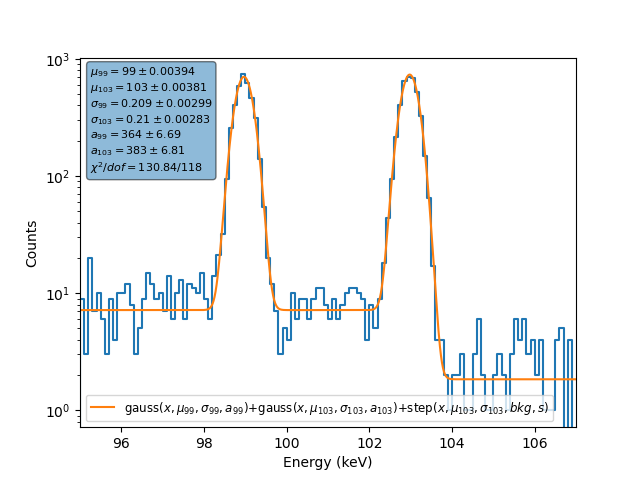 μ₉₉ = 99 ± 0.00394
μ₁₀₃ = 103 ± 0.00381
σ₉₉ = 0.209 ± 0.00299
σ₁₀₃ = 0.21 ± 0.00283
a₉₉ = 364 ± 6.69
a₁₀₃ = 383 ± 6.81
χ²/dof = 130.84/118
10³
10²
10¹
10⁰
Counts
gauss(x, μ₉₉, σ₉₉, a₉₉)+gauss(x, μ₁₀₃, σ₁₀₃, a₁₀₃)+step(x, μ₁₀₃, σ₁₀₃, bkg, s)
96 98 100 102 104 106
Energy (keV)